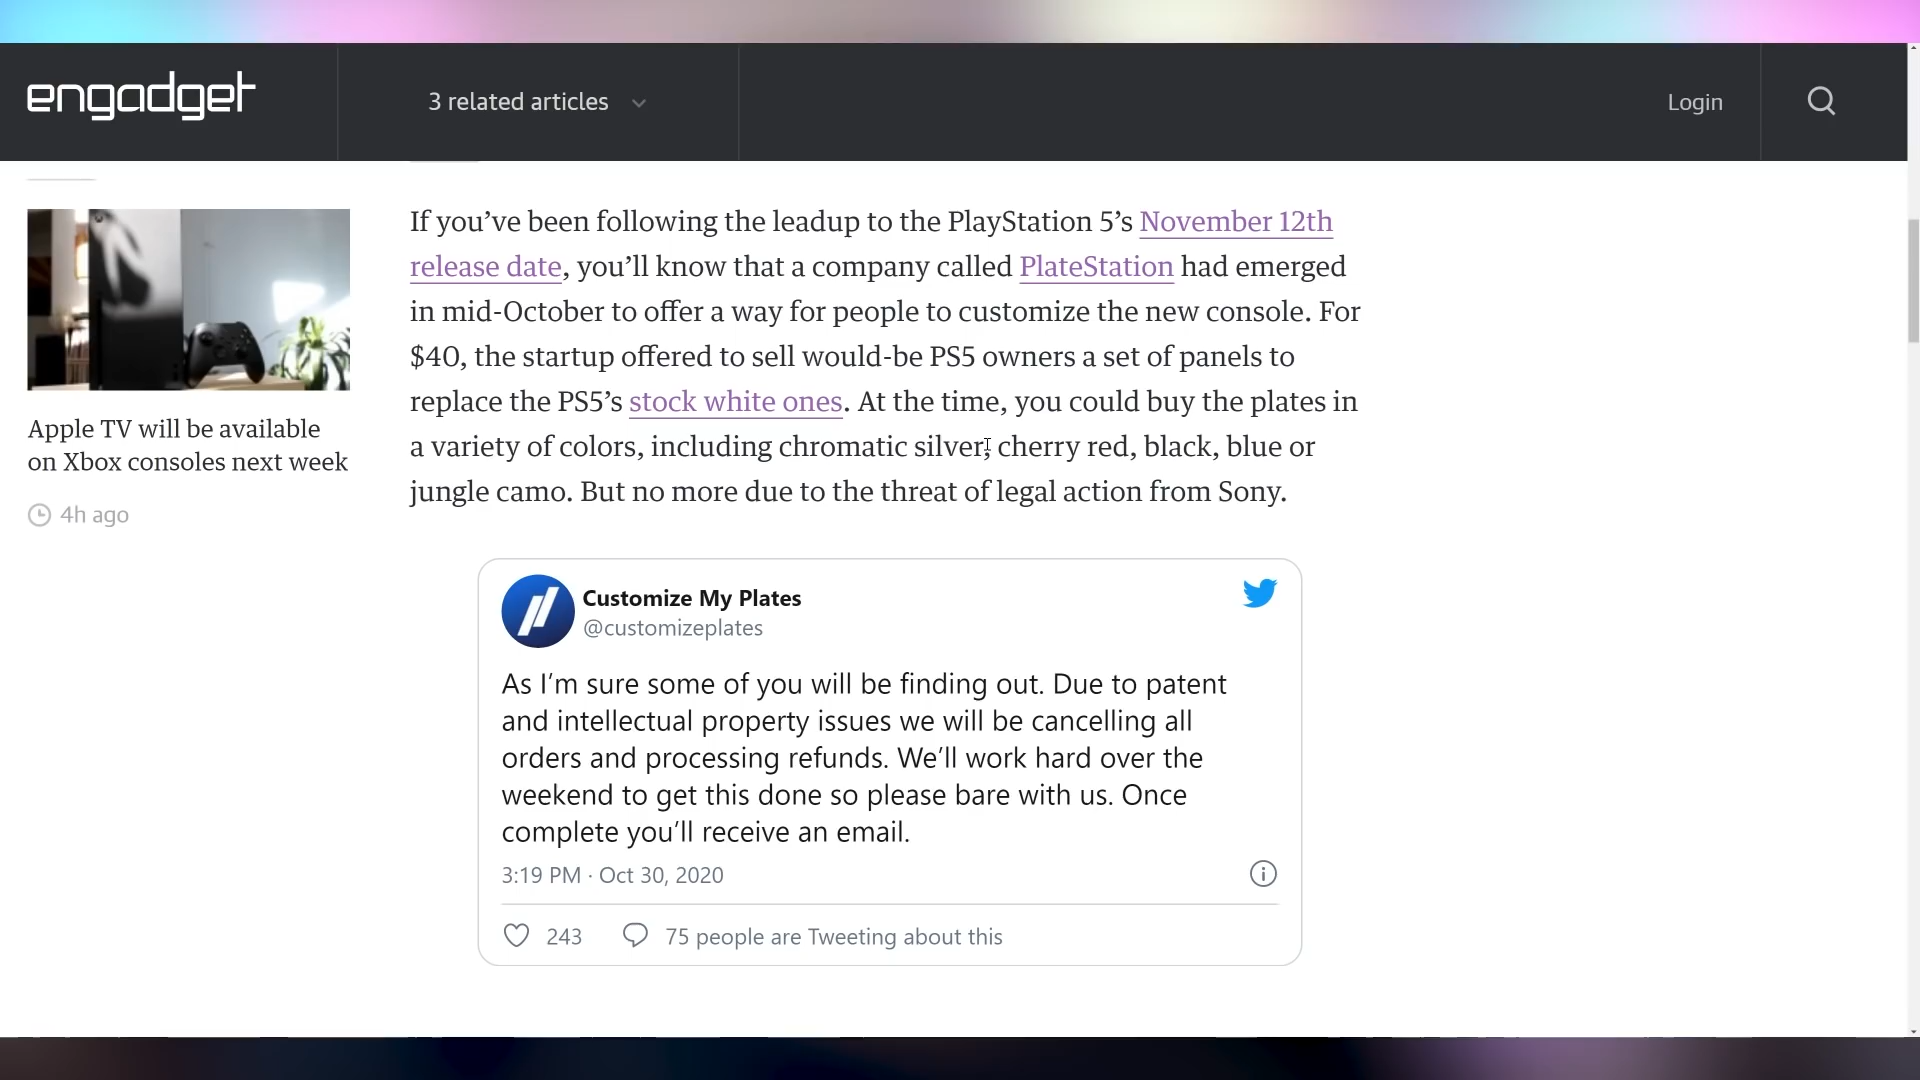 engadget
3 related articles
Login
Apple TV will be available
on Xbox consoles next week
4h ago
If you’ve been following the leadup to the PlayStation 5’s November 12th
release date, you’ll know that a company called PlateStation had emerged
in mid-October to offer a way for people to customize the new console. For
$40, the startup offered to sell would-be PS5 owners a set of panels to
replace the PS5’s stock white ones. At the time, you could buy the plates in
a variety of colors, including chromatic silver, cherry red, black, blue or
jungle camo. But no more due to the threat of legal action from Sony.
Customize My Plates
@customizeplates
As I’m sure some of you will be finding out. Due to patent
and intellectual property issues we will be cancelling all
orders and processing refunds. We’ll work hard over the
weekend to get this done so please bare with us. Once
complete you’ll receive an email.
3:19 PM · Oct 30, 2020
243
75 people are Tweeting about this